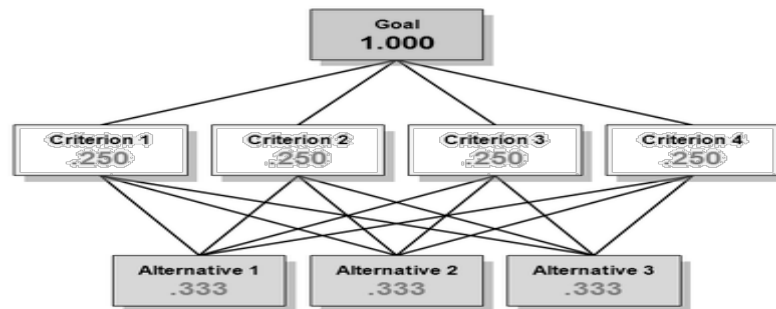 Goal
1.000
Criterion 1
.250
Criterion 2
.250
Criterion 3
.250
Criterion 4
.250
Alternative 1
.333
Alternative 2
.333
Alternative 3
.333